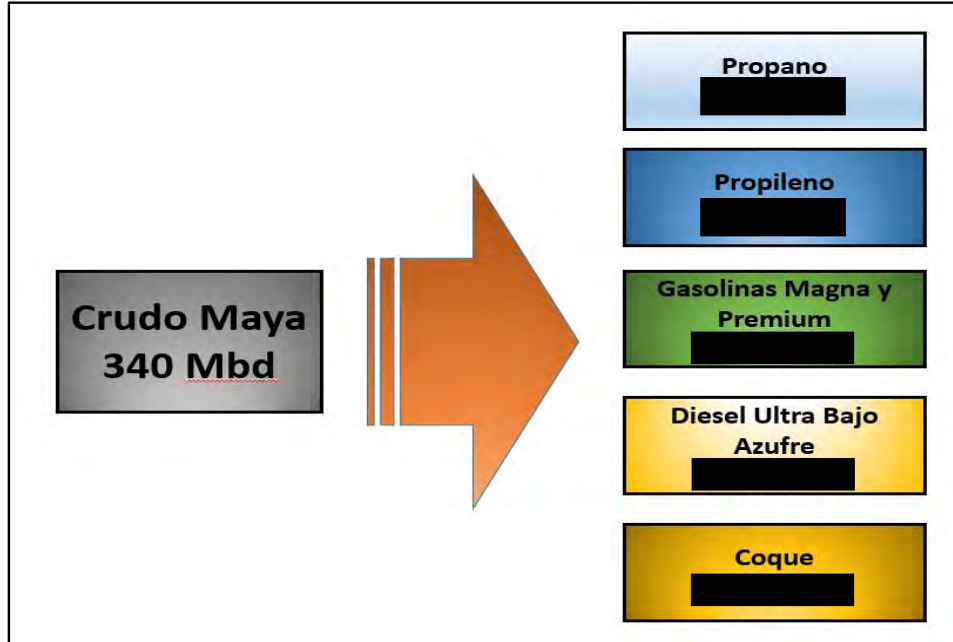 Crudo Maya
340 Mbd
Propano
Propileno
Gasolinas Magna y
Premium
Diesel Ultra Bajo
Azufre
Coque